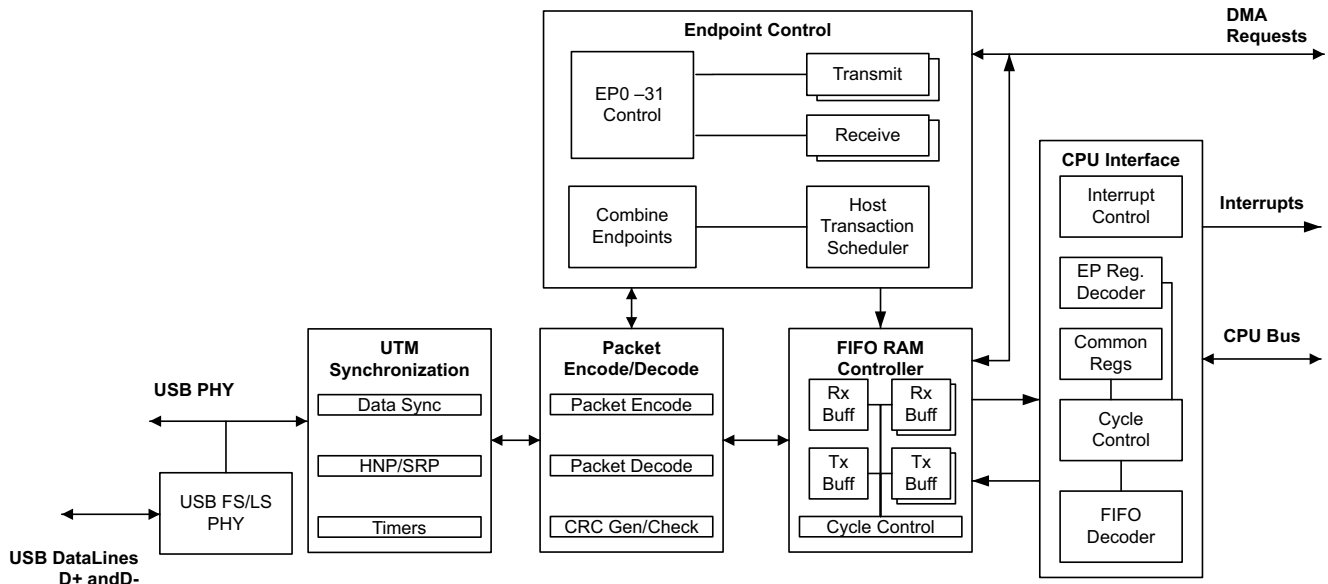 Endpoint Control
EP0 –31
Control
Transmit
Receive
Combine
Endpoints
Host
Transaction
Scheduler
DMA
Requests
CPU Interface
Interrupt
Control
Interrupts
EP Reg.
Decoder
Common
Regs
CPU Bus
Cycle
Control
FIFO
Decoder
UTM
Synchronization
Data Sync
HNP/SRP
Timers
Packet
Encode/Decode
Packet Encode
Packet Decode
CRC Gen/Check
FIFO RAM
Controller
Rx
Buff
Rx
Buff
Tx
Buff
Tx
Buff
Cycle Control
USB PHY
USB FS/LS
PHY
USB DataLines
D+ andD-